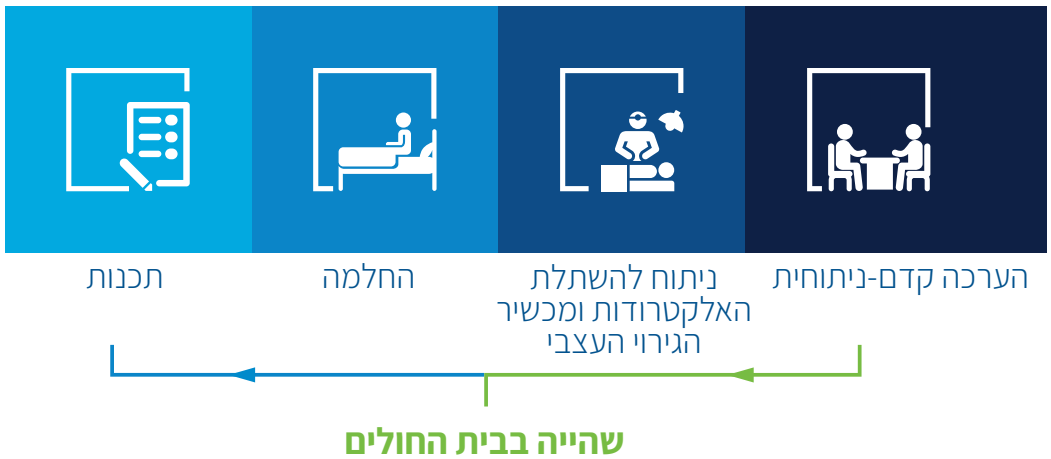 הערכה קדם-ניתוחית
ניתוח להשתלת
האלקטרודות ומכשיר
הגירוי העצבי
החלמה
תכנות
שהייה בבית החולים